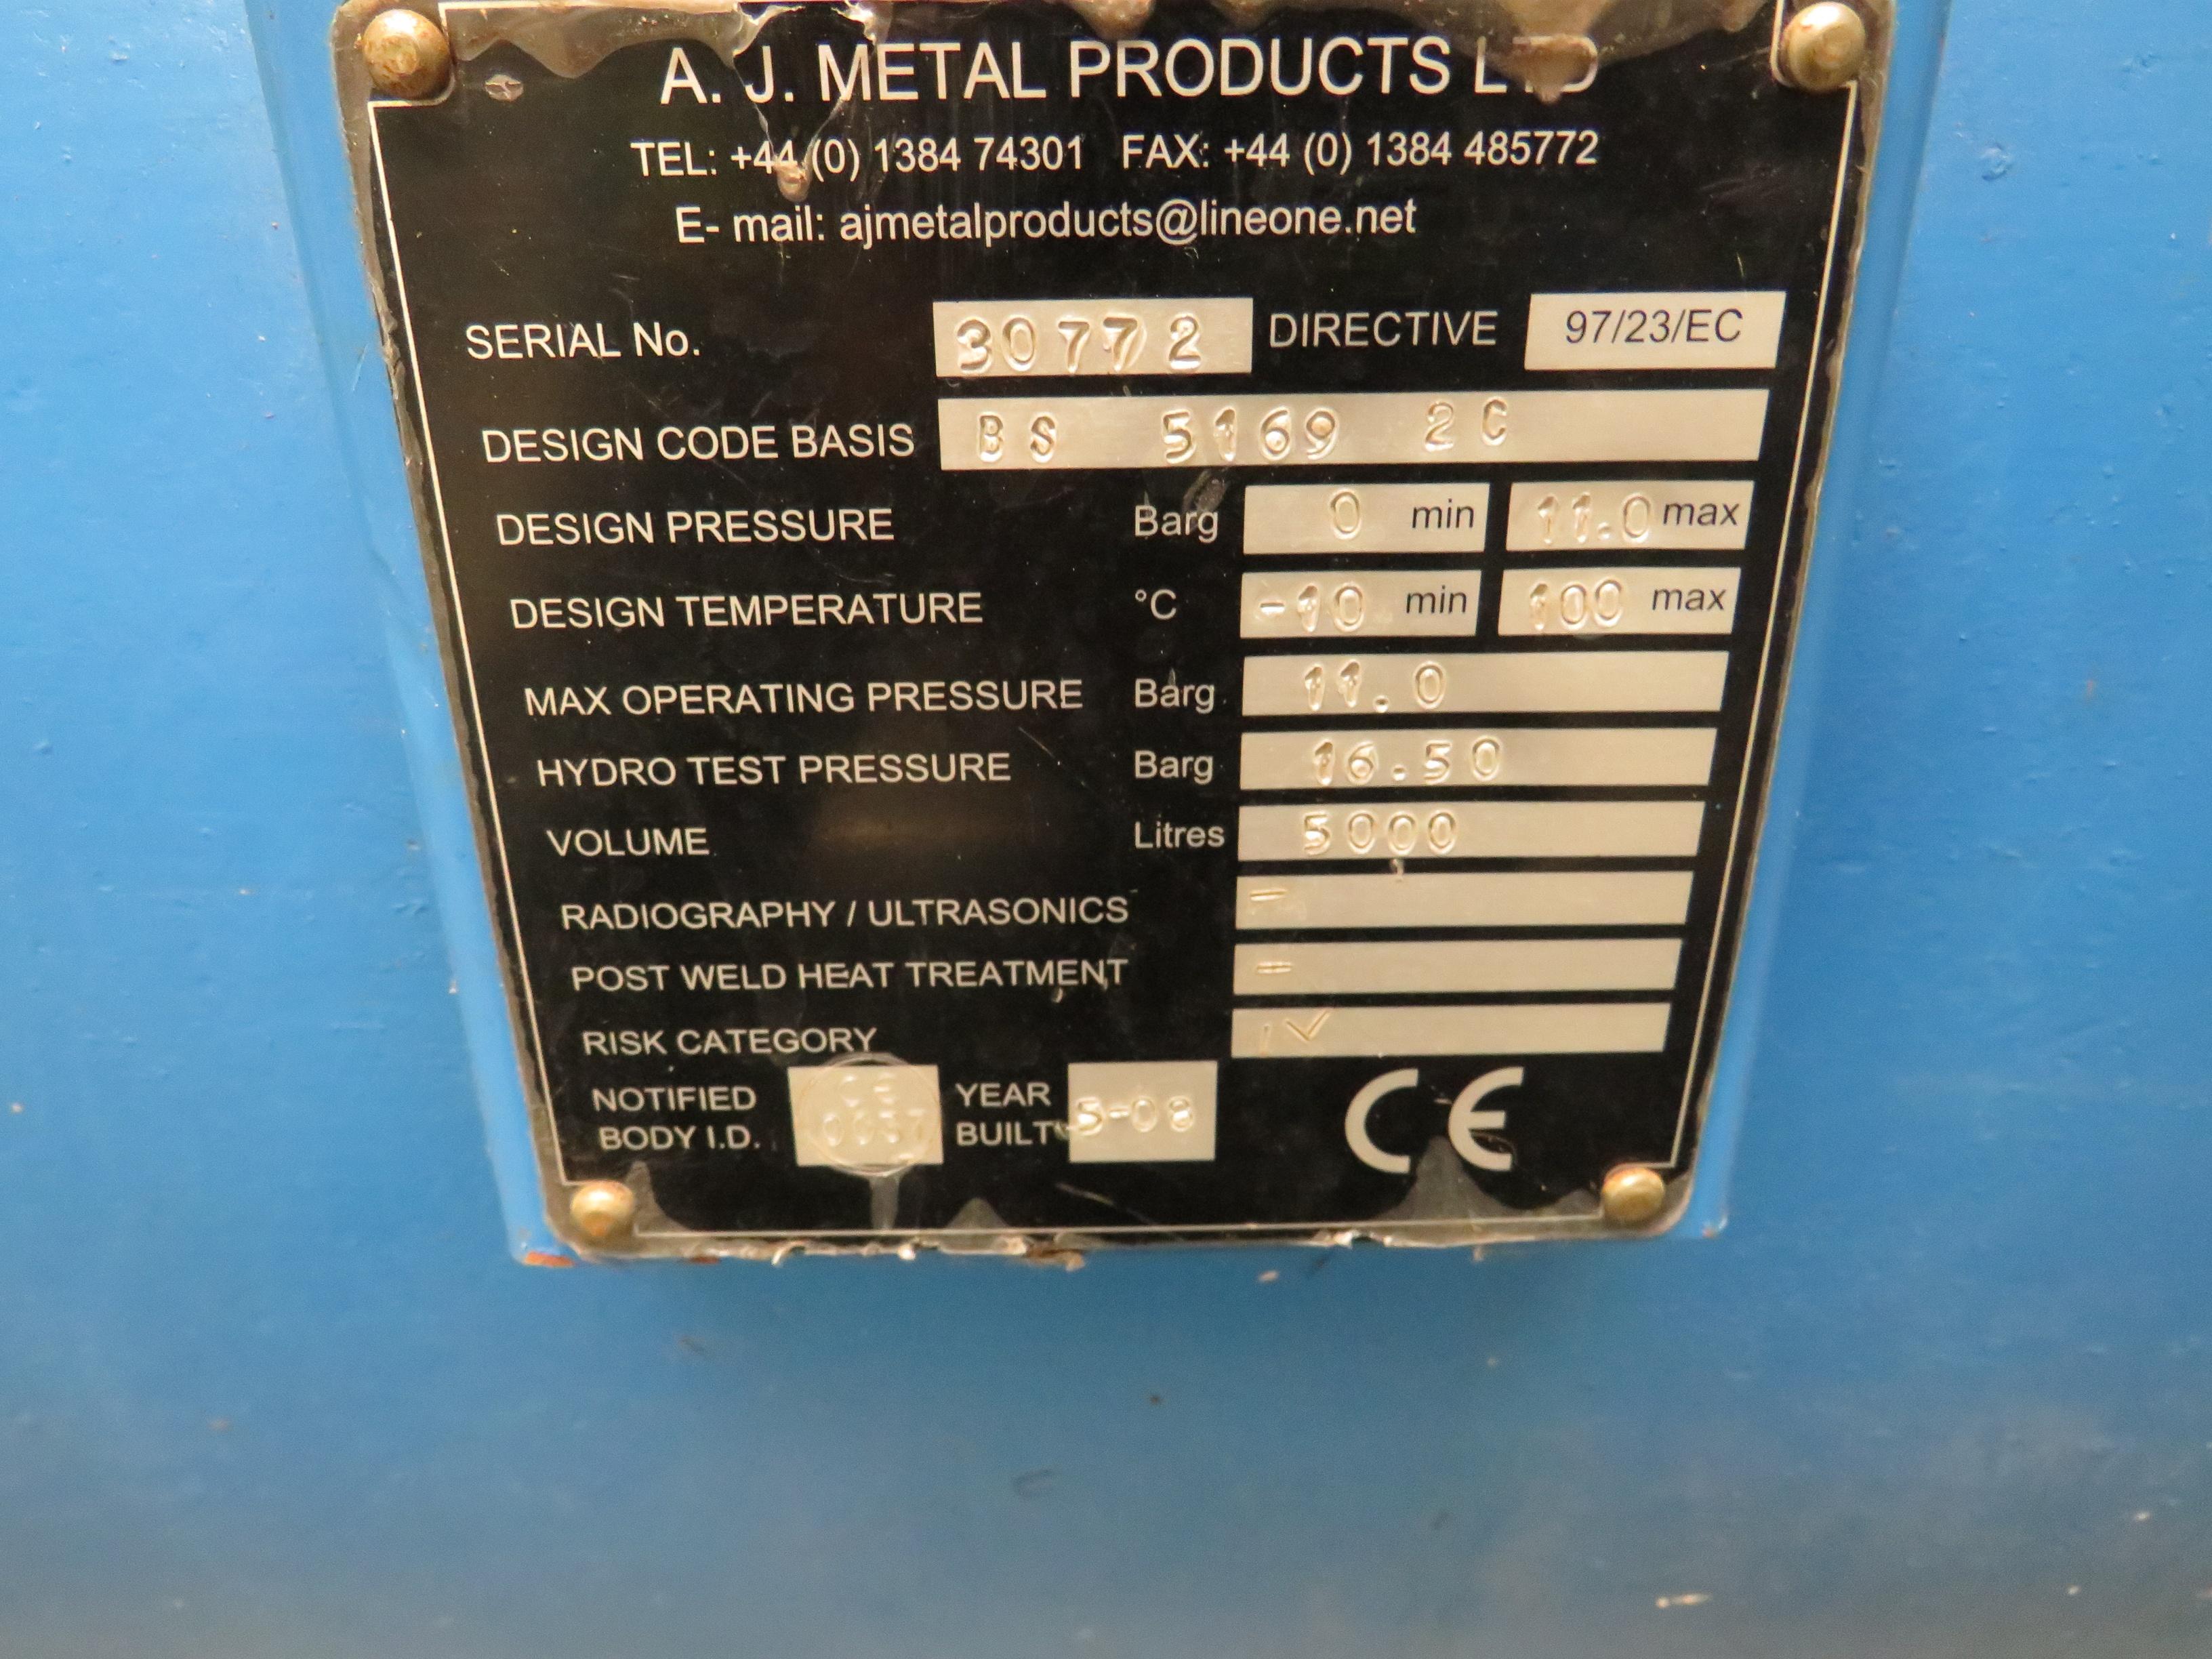 A. J. METAL PRODUCTS LTD
TEL: +44 (0) 1384 74301 FAX: +44 (0) 1384 485772
E- mail: ajmetalproducts@lineone.net
SERIAL No. 30772 DIRECTIVE 97/23/EC
DESIGN CODE BASIS BS 5169 2C
DESIGN PRESSURE Barg 0 min 11.0 max
DESIGN TEMPERATURE °C -10 min 100 max
MAX OPERATING PRESSURE Barg 11.0
HYDRO TEST PRESSURE Barg 16.50
VOLUME Litres 5000
RADIOGRAPHY / ULTRASONICS -
POST WELD HEAT TREATMENT -
RISK CATEGORY IV
NOTIFIED BODY I.D. YEAR BUILT 5-08 CE